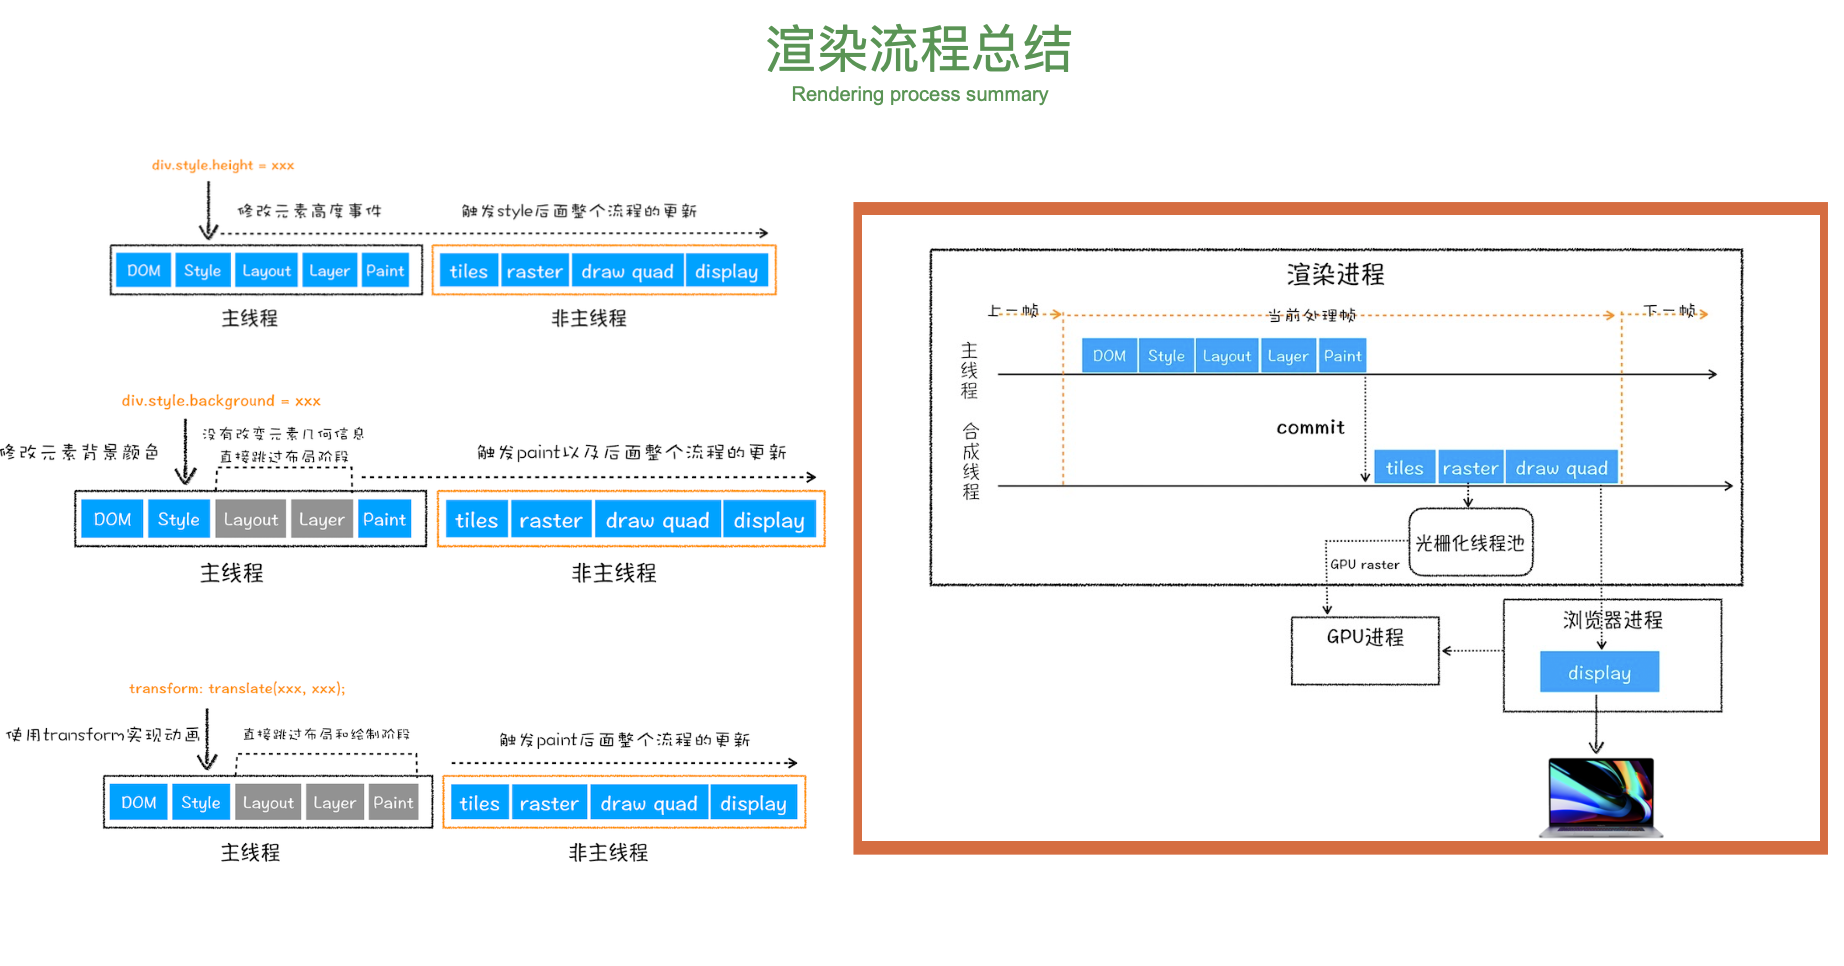 渲染流程总结
Rendering process summary
div.style.height = xxx
修改元素高度事件
触发style后面整个流程的更新
DOM Style Layout Layer Paint
tiles raster draw quad display
主线程
非主线程
div.style.background = xxx
修改元素背景颜色
没有改变元素几何信息
直接跳过布局阶段
触发paint以及后面整个流程的更新
DOM Style Layout Layer Paint
tiles raster draw quad display
主线程
非主线程
transform: translate(xxx, xxx);
使用transform实现动画
直接跳过布局和绘制阶段
触发paint后面整个流程的更新
DOM Style Layout Layer Paint
tiles raster draw quad display
主线程
非主线程
渲染进程
上一帧
当前处理帧
下一帧
主线程
DOM Style Layout Layer Paint
commit
合成线程
tiles raster draw quad
光栅化线程池
GPU raster
GPU进程
浏览器进程
display